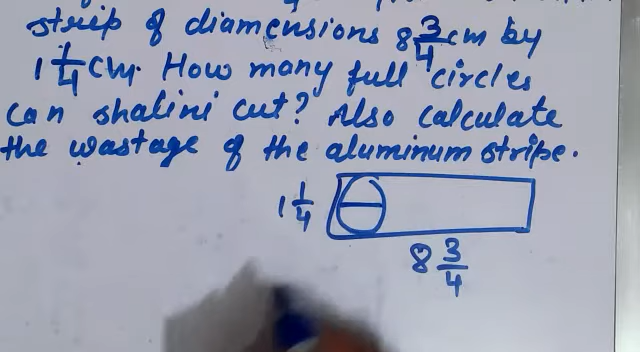 strip of diamensions 8 3/4 cm by
1 1/4 cm. How many full circles
can shalini cut? Also calculate
the wastage of the aluminum stripe.
1 1/4
8 3/4